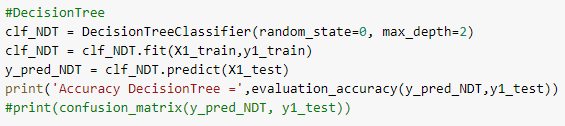 #DecisionTree
clf_NDT = DecisionTreeClassifier(random_state=0, max_depth=2)
clf_NDT = clf_NDT.fit(X1_train,y1_train)
y_pred_NDT = clf_NDT.predict(X1_test)
print('Accuracy DecisionTree =',evaluation_accuracy(y_pred_NDT,y1_test))
#print(confusion_matrix(y_pred_NDT, y1_test))